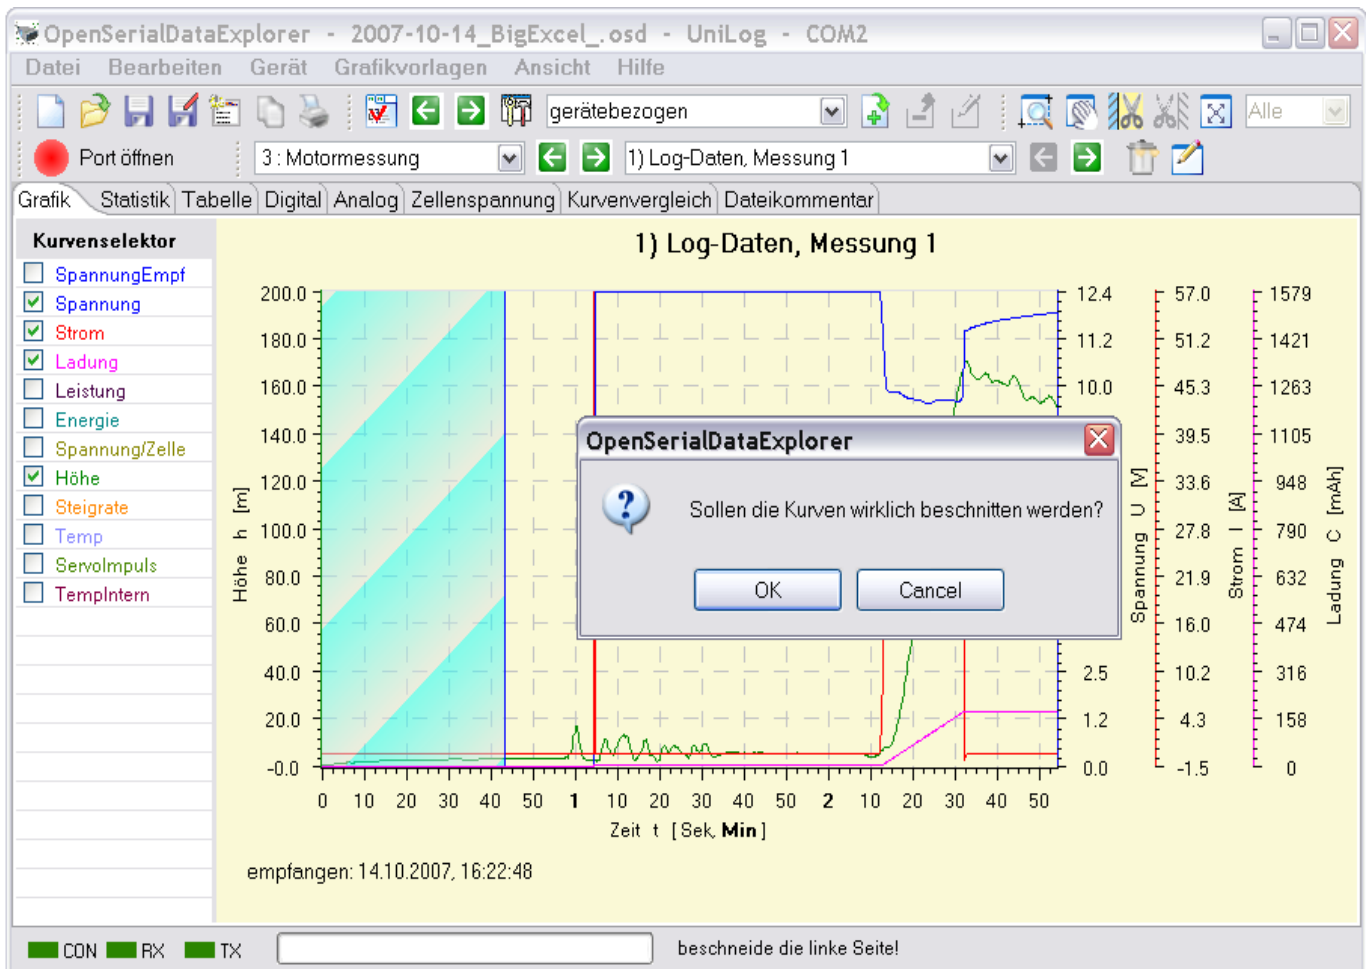 OpenSerialDataExplorer - 2007-10-14_BigExcel_.osd - UniLog - COM2
Datei Bearbeiten Gerät Grafikvorlagen Ansicht Hilfe
gerätebezogen Alle
Port öffnen 3 : Motormessung 1) Log-Daten, Messung 1
Grafik Statistik Tabelle Digital Analog Zellenspannung Kurvenvergleich Dateikommentar
Kurvenselektor
SpannungEmpf
Spannung
Strom
Ladung
Leistung
Energie
Spannung/Zelle
Höhe
Steigrate
Temp
ServoImpuls
TempIntern
1) Log-Daten, Messung 1
200.0 12.4 57.0 1579
180.0 11.2 51.2 1421
160.0 10.0 45.3 1263
140.0 39.5 1105
120.0 33.6 948
100.0 27.8 790
80.0 21.9 632
60.0 16.0 474
40.0 2.5 10.2 316
20.0 1.2 4.3 158
-0.0 0.0 -1.5 0
Höhe h [m]
Spannung U [V]
Strom I [A]
Ladung C [mAh]
0 10 20 30 40 50 1 10 20 30 40 50 2 10 20 30 40 50
Zeit t [Sek, Min]
empfangen: 14.10.2007, 16:22:48
OpenSerialDataExplorer
Sollen die Kurven wirklich beschnitten werden?
OK Cancel
CON RX TX beschneide die linke Seite!